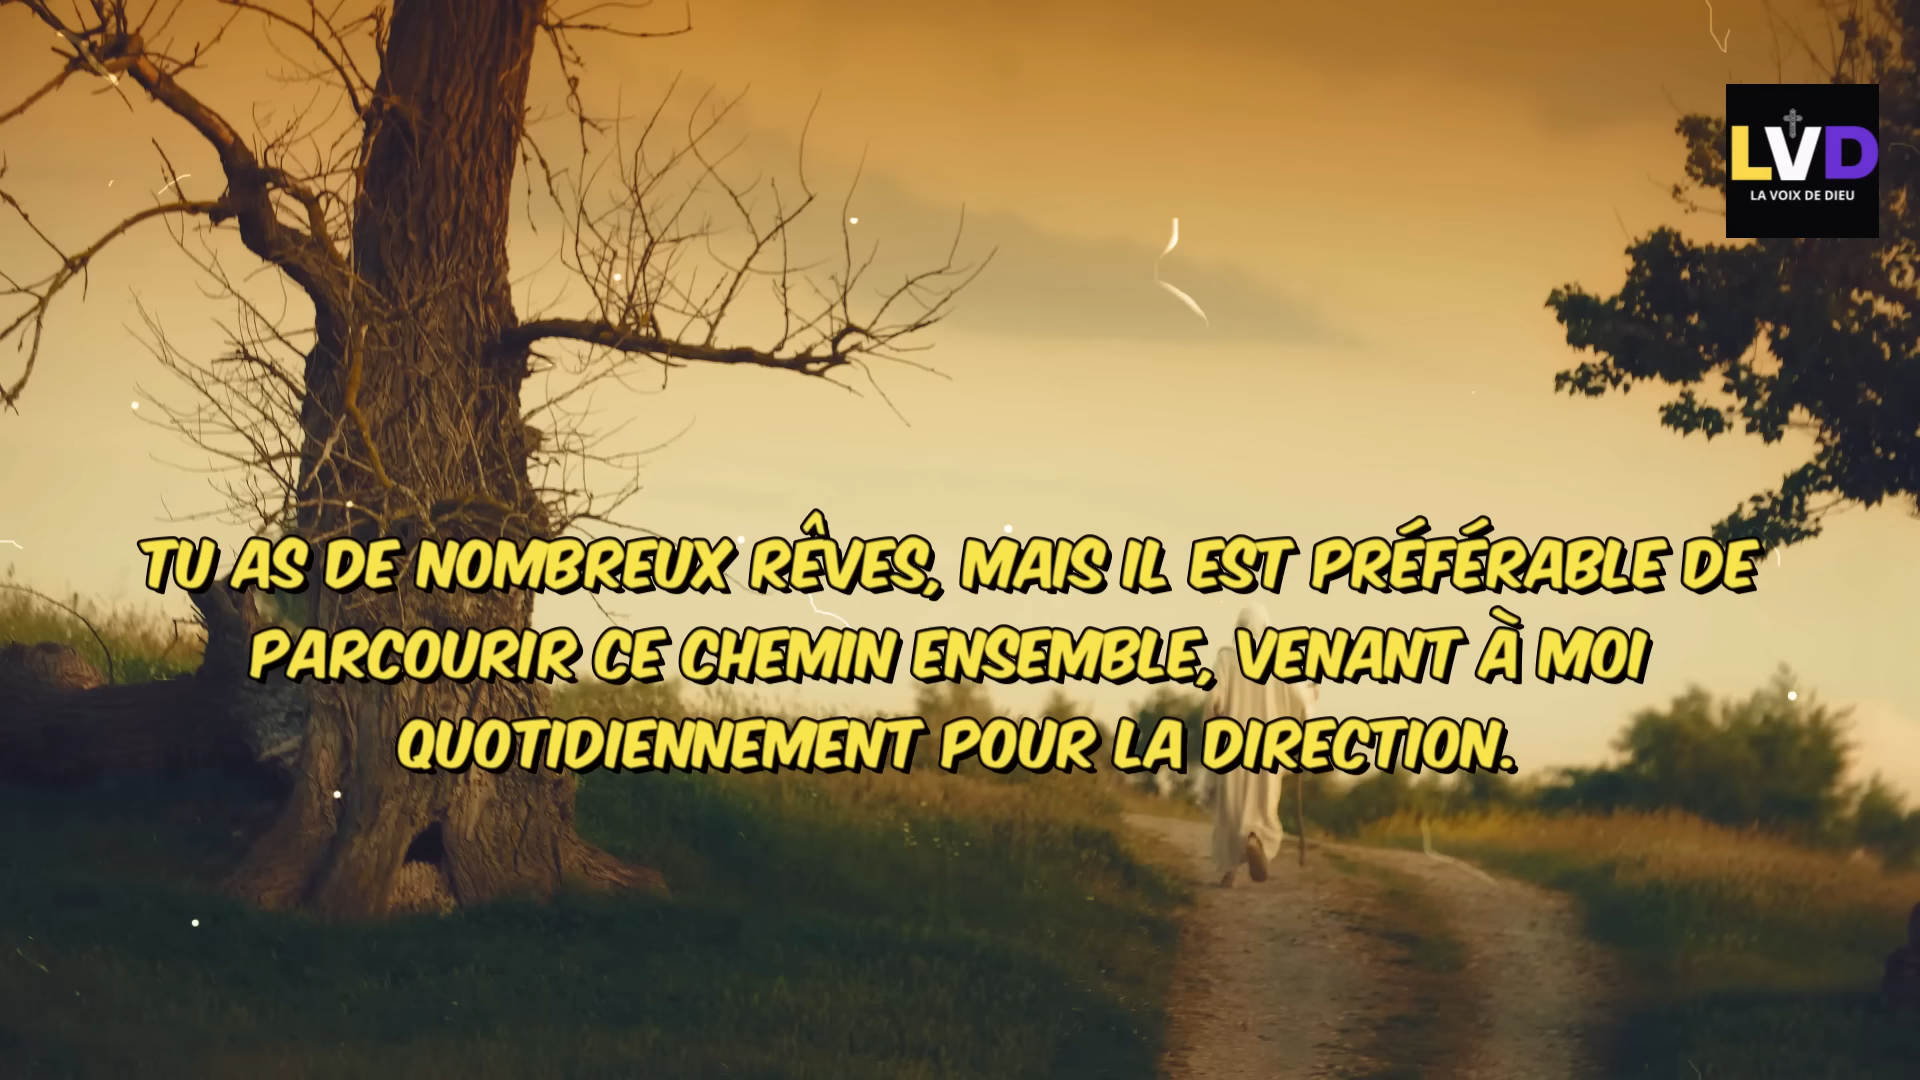 LVD
LA VOIX DE DIEU
TU AS DE NOMBREUX RÊVES, MAIS IL EST PRÉFÉRABLE DE
PARCOURIR CE CHEMIN ENSEMBLE, VENANT À MOI
QUOTIDIENNEMENT POUR LA DIRECTION.